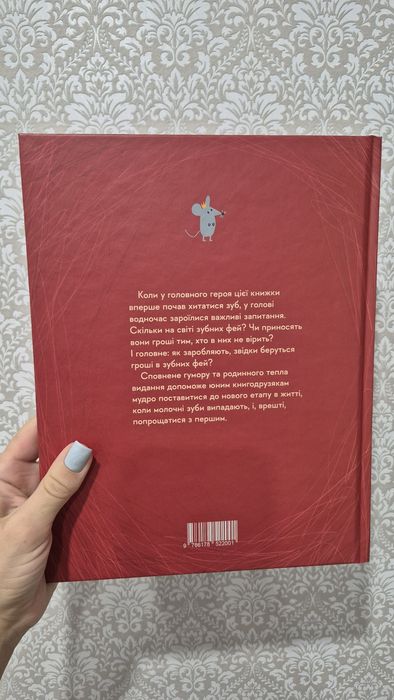 Коли у головного героя цієї книжки
вперше почав хитатися зуб, у голові
водночас зароїлися важливі запитання.
Скільки на світі зубних фей? Чи приносять
вони гроші тим, хто в них не вірить?
І головне: як заробляють, звідки беруться
гроші в зубних фей?
Сповнене гумору та родинного тепла
видання допоможе юним книгодрузякам
мудро поставитися до нового етапу в житті,
коли молочні зуби випадають, і, врешті,
попрощатися з першим.
9 786178 522001